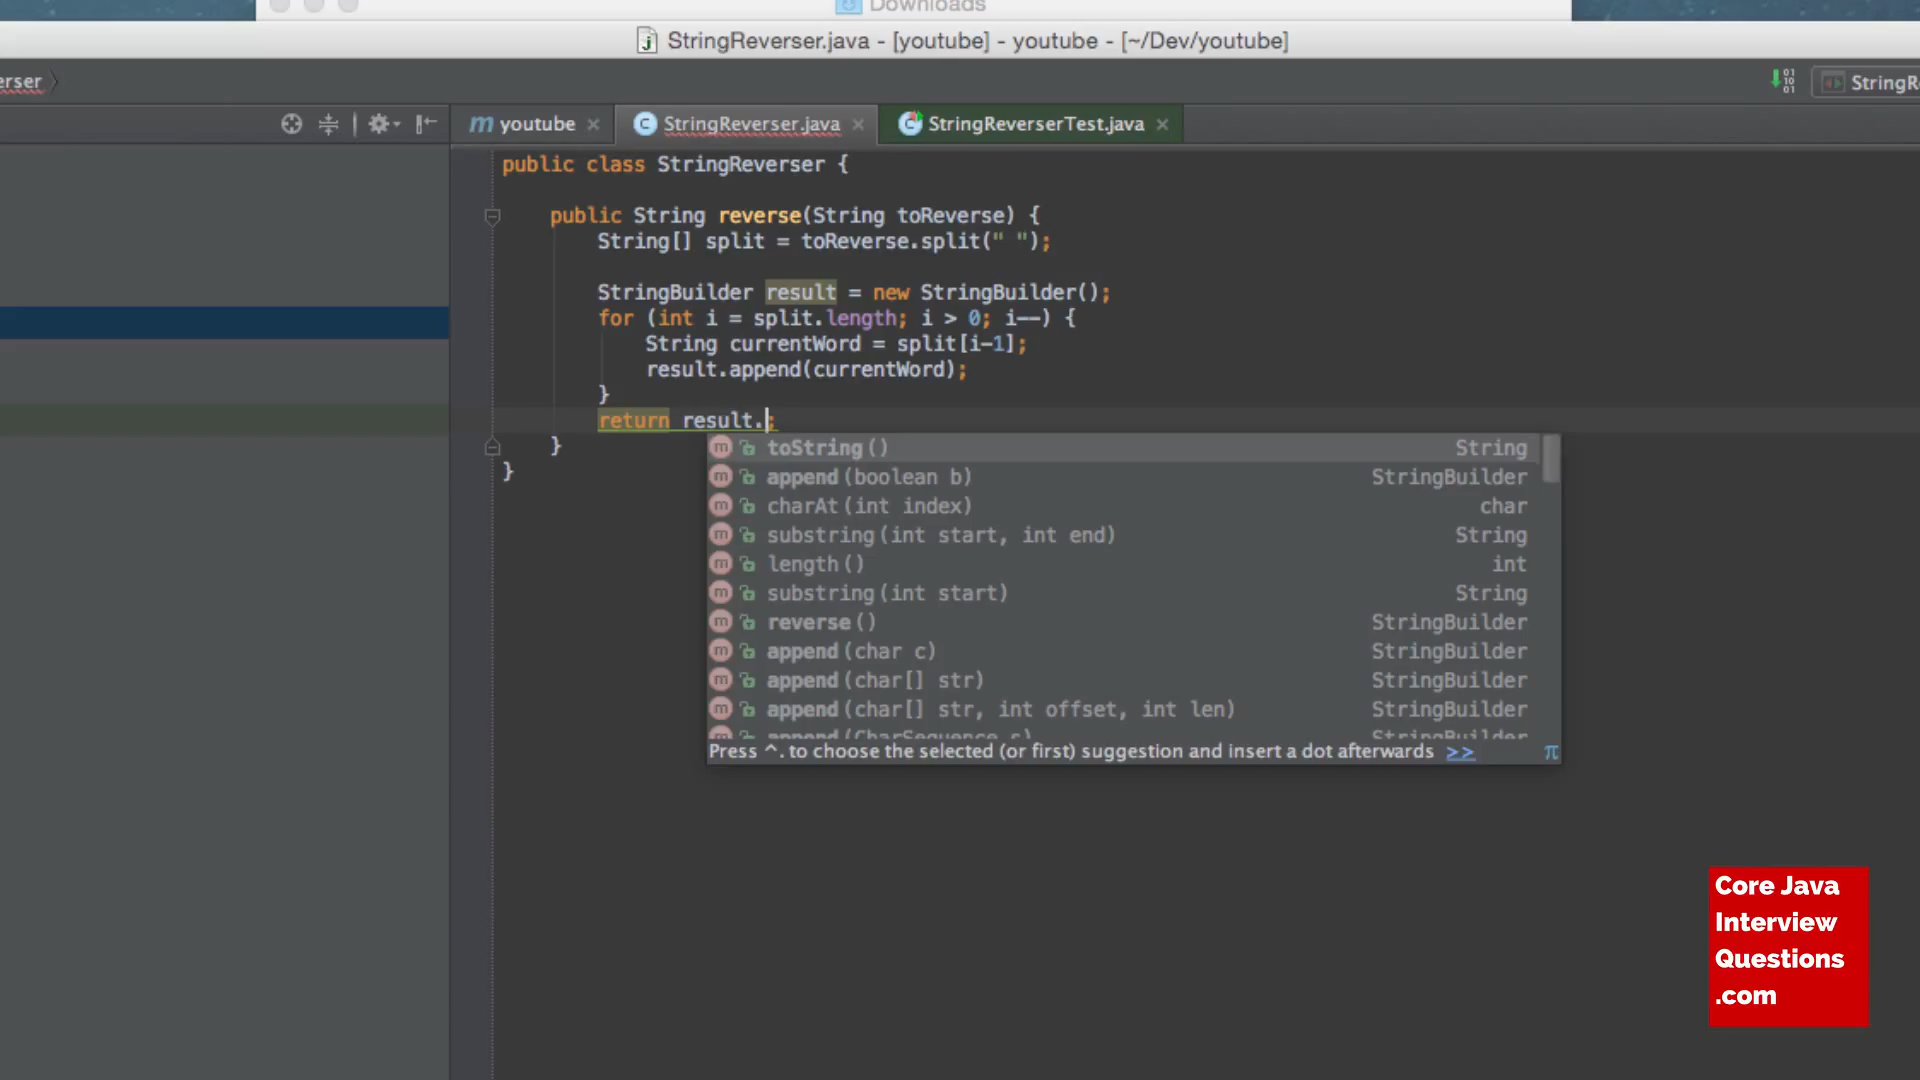 Downloads
StringReverser.java - [youtube] - youtube - [~/Dev/youtube]
erser
StringR
youtube
StringReverser.java
StringReverserTest.java
public class StringReverser {
public String reverse(String toReverse) {
String[] split = toReverse.split(" ");
StringBuilder result = new StringBuilder();
for (int i = split.length; i > 0; i--) {
String currentWord = split[i-1];
result.append(currentWord);
}
return result.;
}
}
toString() String
append(boolean b) StringBuilder
charAt(int index) char
substring(int start, int end) String
length() int
substring(int start) String
reverse() StringBuilder
append(char c) StringBuilder
append(char[] str) StringBuilder
append(char[] str, int offset, int len) StringBuilder
append(CharSequence s) StringBuilder
Press ^. to choose the selected (or first) suggestion and insert a dot afterwards >> π
Core Java
Interview
Questions
.com